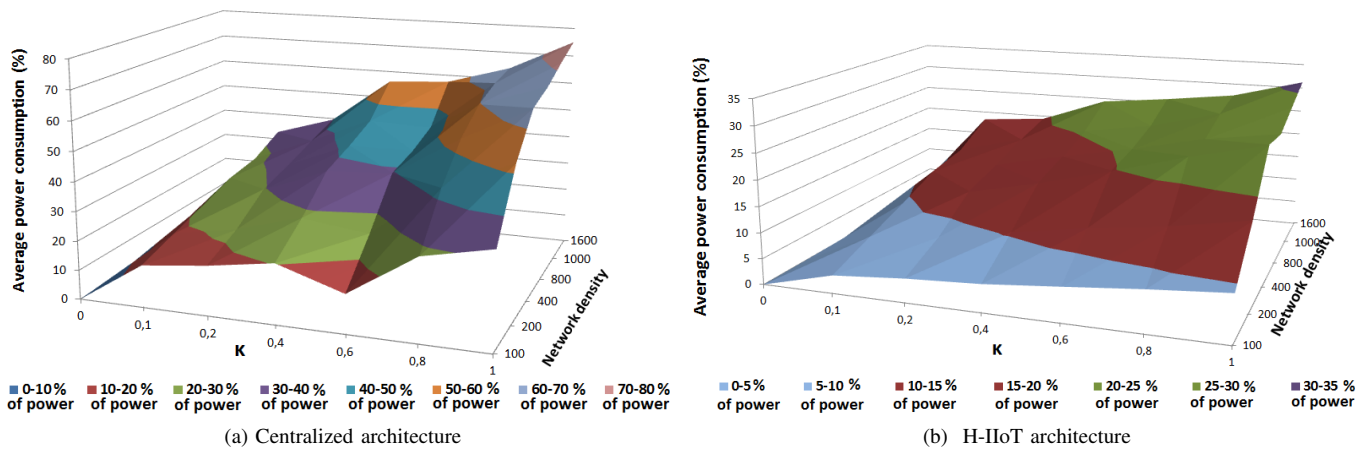 Average power consumption (%)
80
70
60
50
40
30
20
10
0
0
0,1
0,2
0,4
0,6
0,8
1
K
100
200
400
800
1000
1600
Network density
0-10 % of power
10-20 % of power
20-30 % of power
30-40 % of power
40-50 % of power
50-60 % of power
60-70 % of power
70-80 % of power
(a) Centralized architecture
Average power consumption (%)
35
30
25
20
15
10
5
0
0
0,1
0,2
0,4
0,6
0,8
1
K
100
200
400
800
1000
1600
Network density
0-5 % of power
5-10 % of power
10-15 % of power
15-20 % of power
20-25 % of power
25-30 % of power
30-35 % of power
(b) H-IIoT architecture